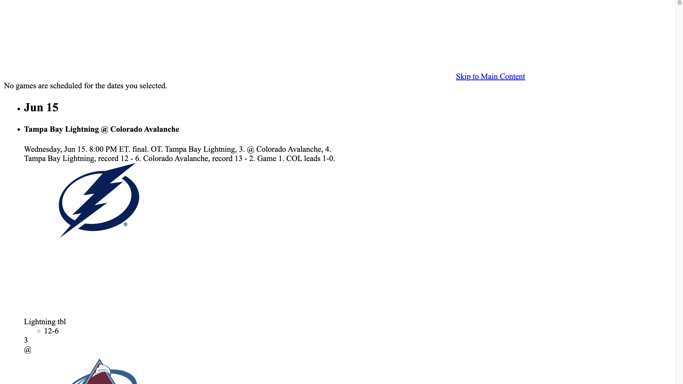 Skip to Main Content
No games are scheduled for the dates you selected.
Jun 15
Tampa Bay Lightning @ Colorado Avalanche
Wednesday, Jun 15. 8:00 PM ET. final. OT. Tampa Bay Lightning, 3. @ Colorado Avalanche, 4.
Tampa Bay Lightning, record 12 - 6. Colorado Avalanche, record 13 - 2. Game 1. COL leads 1-0.
®
Lightning tbl
12-6
3
@